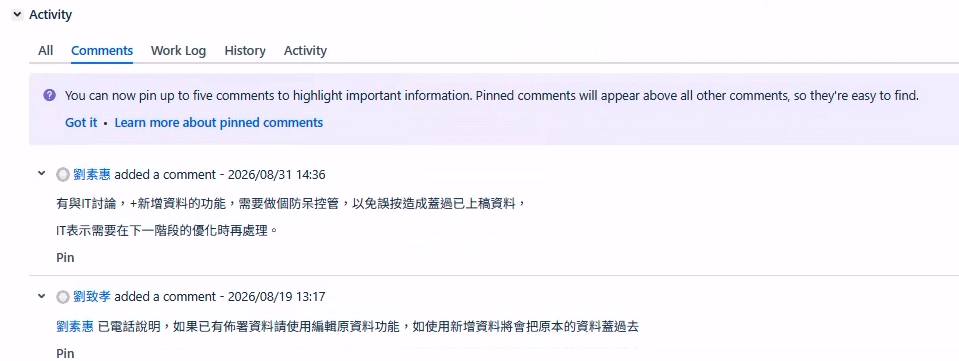 Activity
All Comments Work Log History Activity
You can now pin up to five comments to highlight important information. Pinned comments will appear above all other comments, so they're easy to find.
Got it • Learn more about pinned comments
劉素惠 added a comment - 2026/08/31 14:36
有與IT討論，+新增資料的功能，需要做個防呆控管，以免誤按造成蓋過已上稿資料，
IT表示需要在下一階段的優化時再處理。
Pin
劉致孝 added a comment - 2026/08/19 13:17
劉素惠 已電話說明，如果已有佈署資料請使用編輯原資料功能，如使用新增資料將會把原本的資料蓋過去
Pin